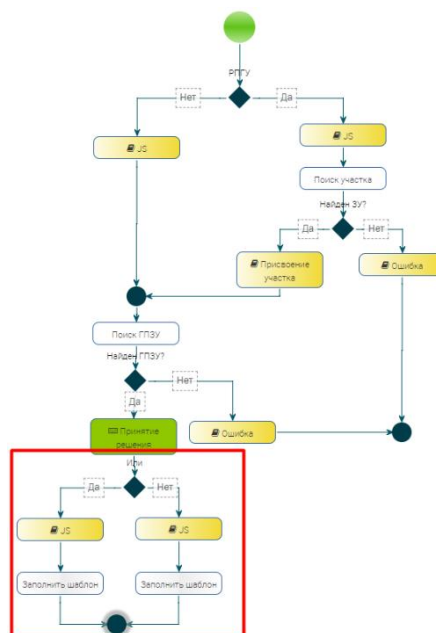 РПГУ
Нет
Да
JS
JS
Поиск участка
Найден ЗУ?
Да
Нет
Присвоение
участка
Ошибка
Поиск ГПЗУ
Найден ГПЗУ?
Нет
Да
Принятие
решения
Ошибка
Или
Да
Нет
JS
JS
Заполнить шаблон
Заполнить шаблон